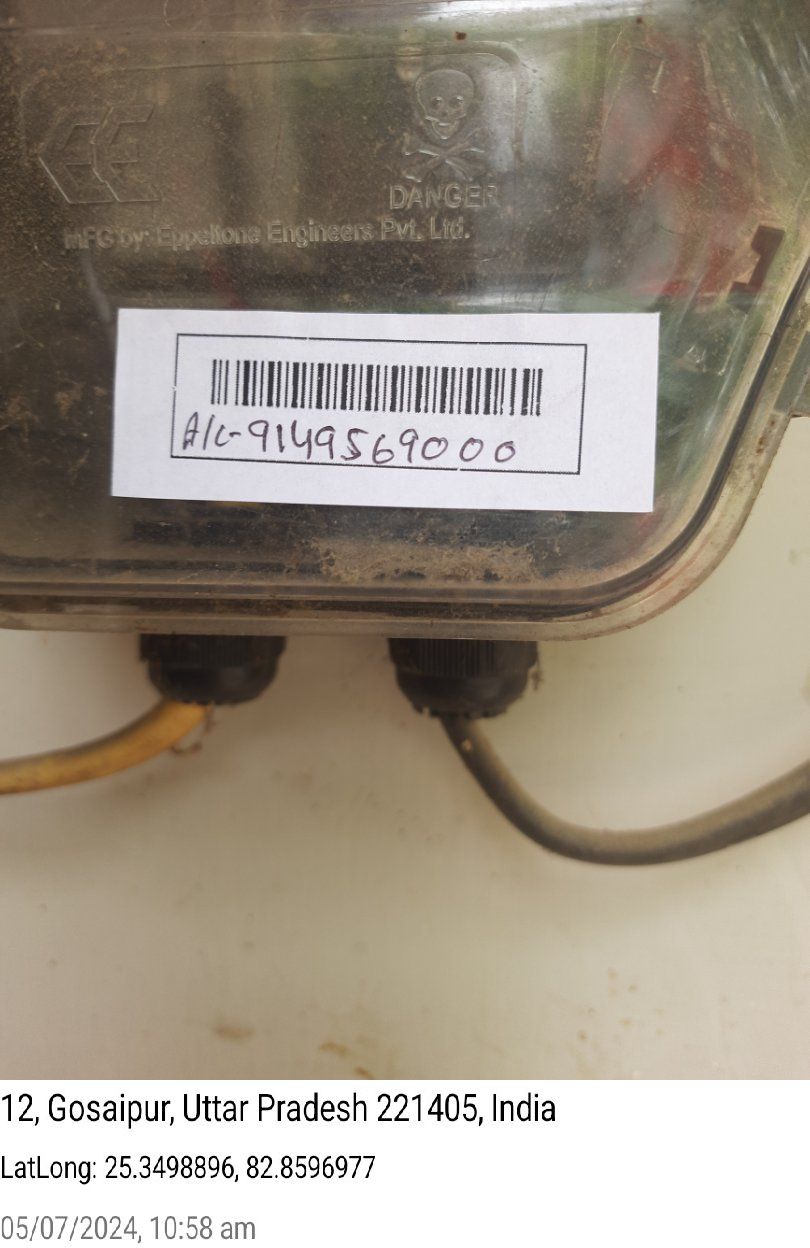 EE
DANGER
mFG by: Eppeltone Engineers Pvt. Ltd.
A/C-9149569000
12, Gosaipur, Uttar Pradesh 221405, India
LatLong: 25.3498896, 82.8596977
05/07/2024, 10:58 am